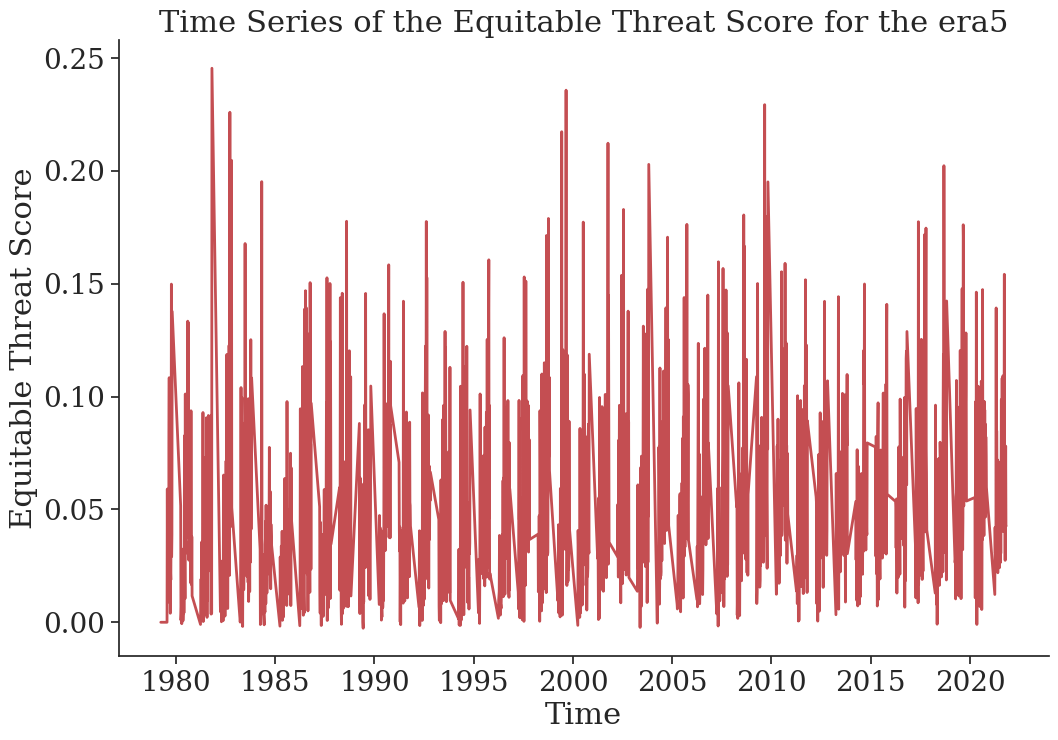 Time Series of the Equitable Threat Score for the era5
0.25
0.20
0.15
0.10
0.05
0.00
Equitable Threat Score
1980 1985 1990 1995 2000 2005 2010 2015 2020
Time